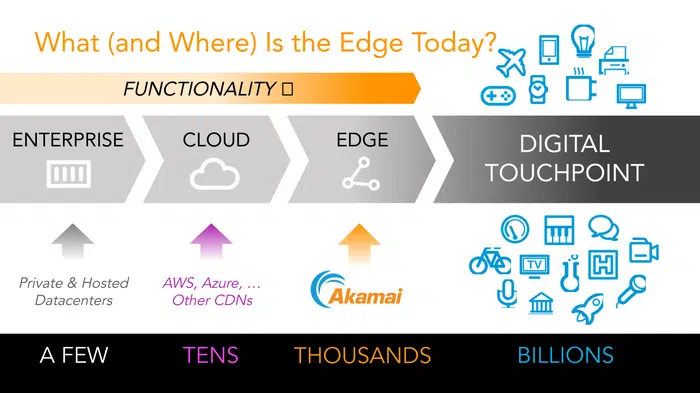 What (and Where) Is the Edge Today?
FUNCTIONALITY
ENTERPRISE
CLOUD
EDGE
DIGITAL
TOUCHPOINT
Private & Hosted
Datacenters
AWS, Azure, …
Other CDNs
Akamai
TV
H
A FEW
TENS
THOUSANDS
BILLIONS